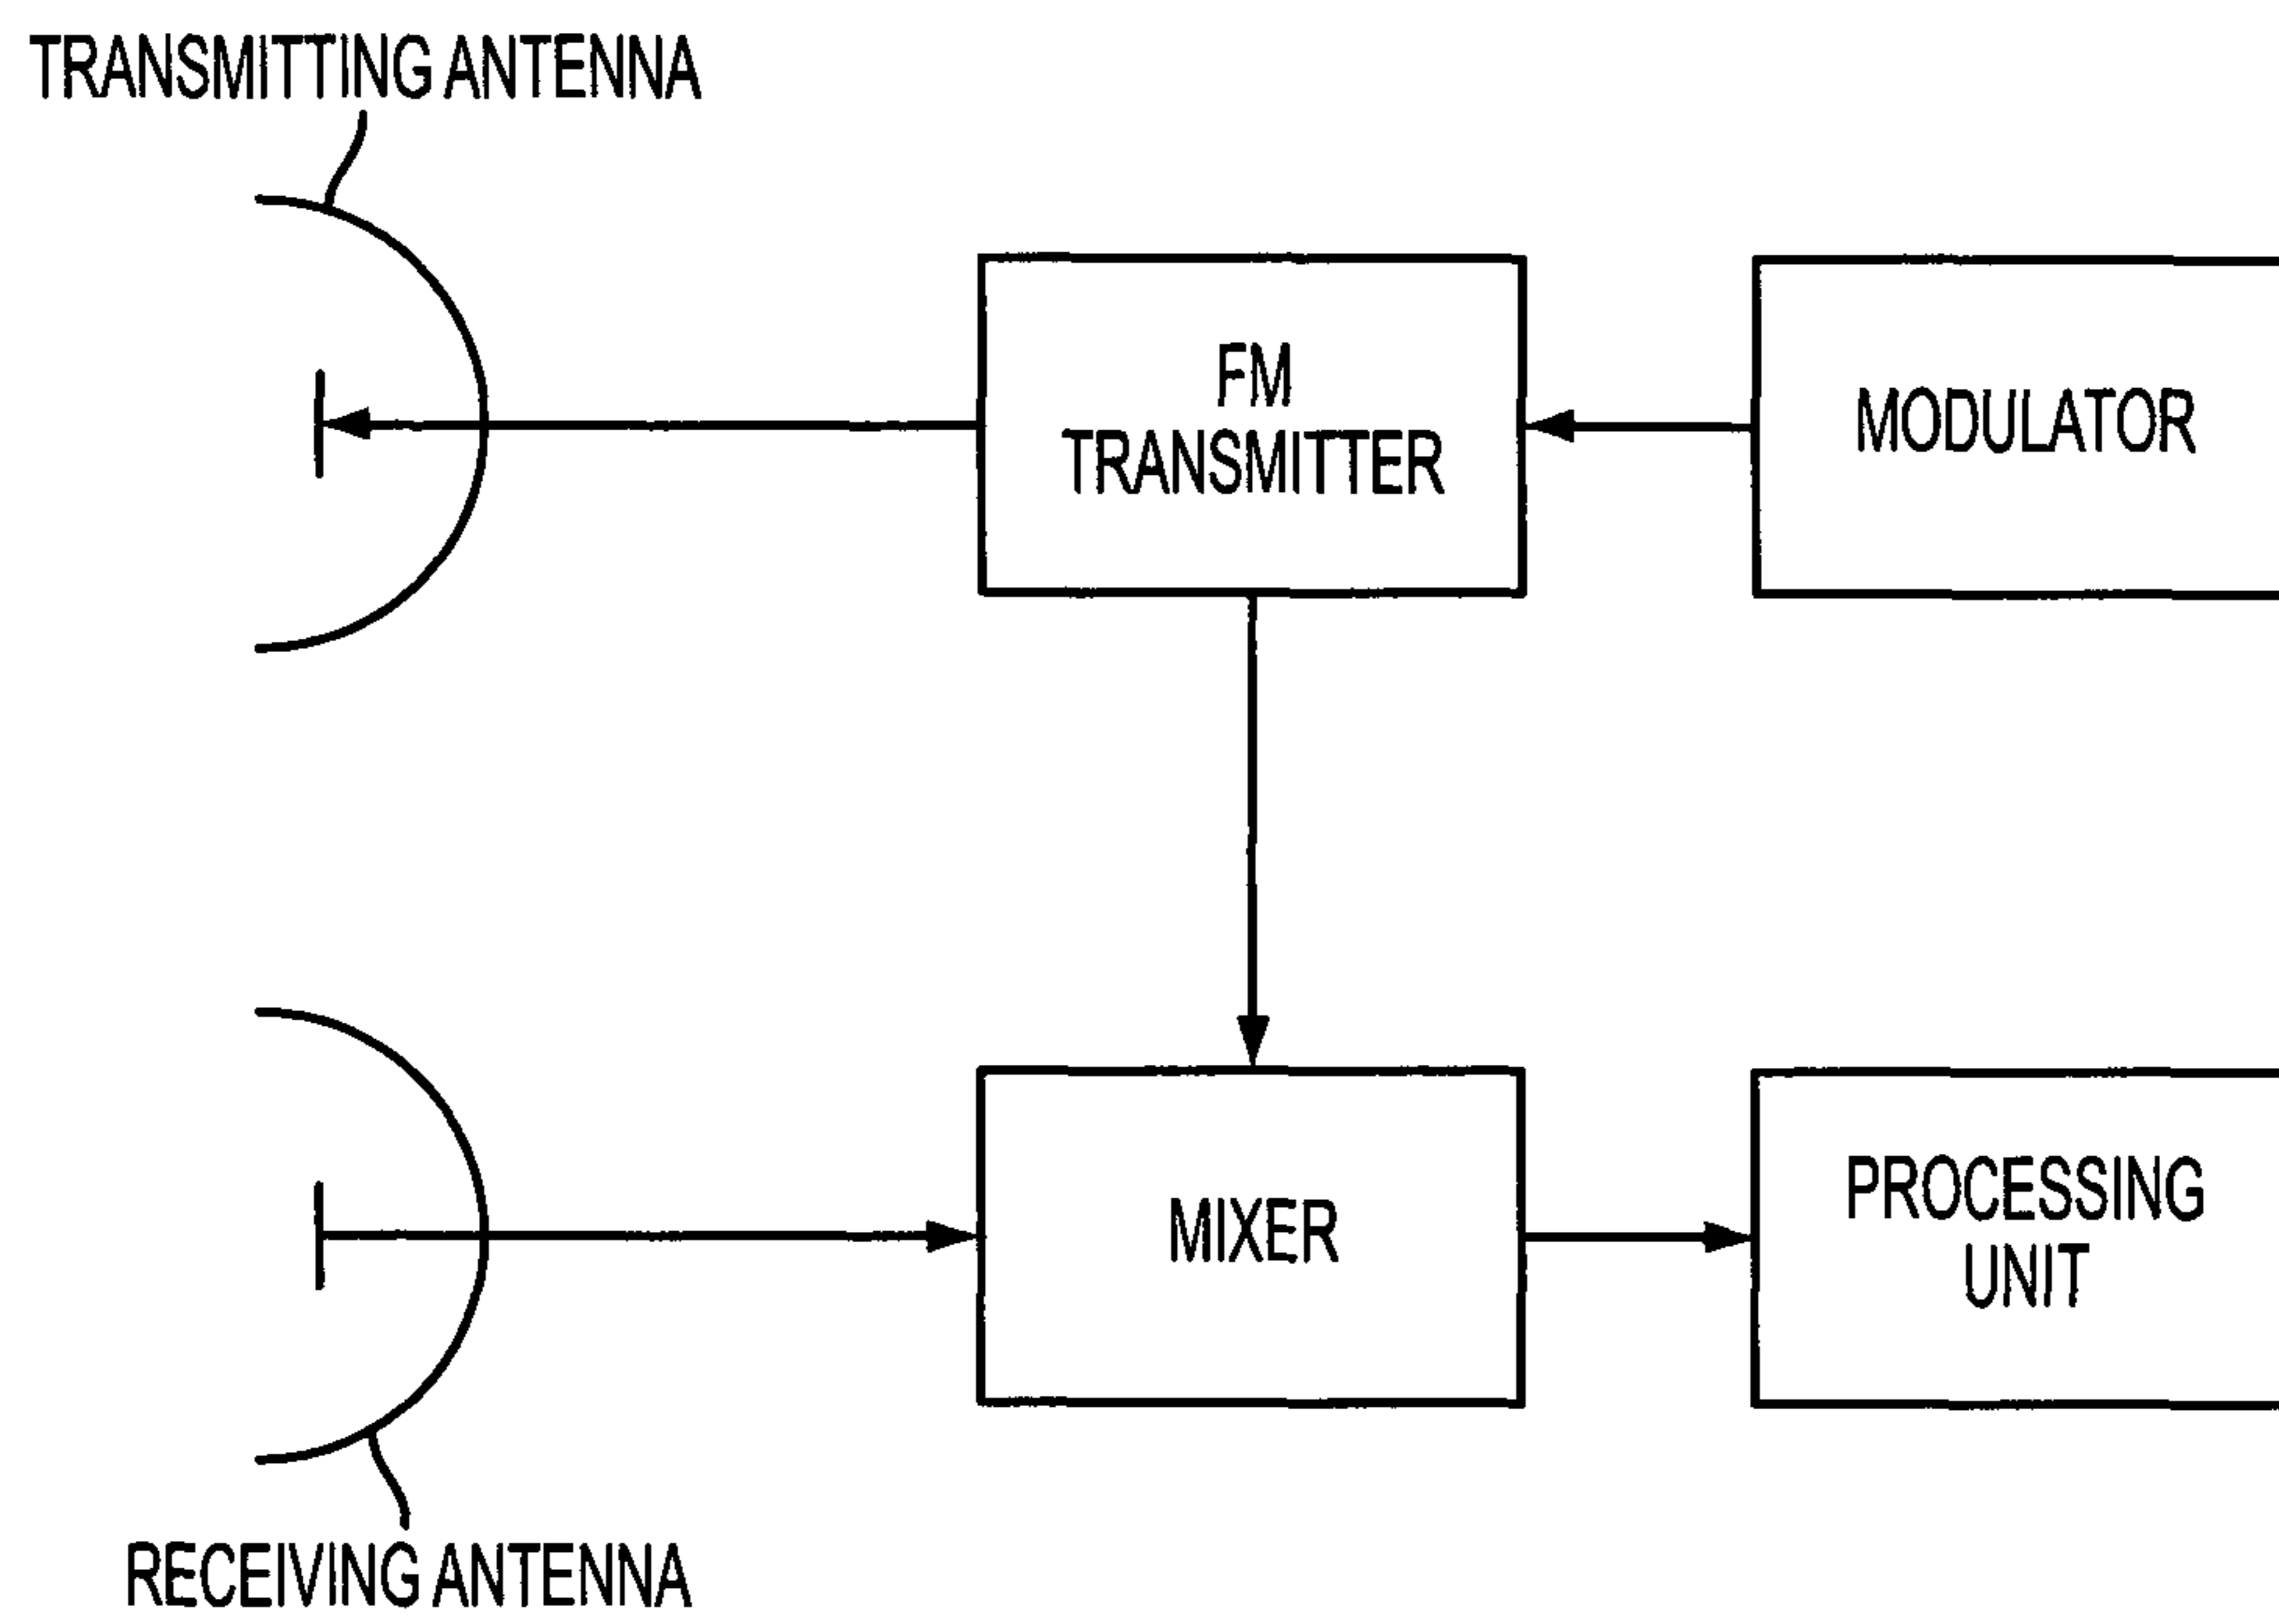 TRANSMITTING ANTENNA
FM
TRANSMITTER
MODULATOR
MIXER
PROCESSING
UNIT
RECEIVING ANTENNA